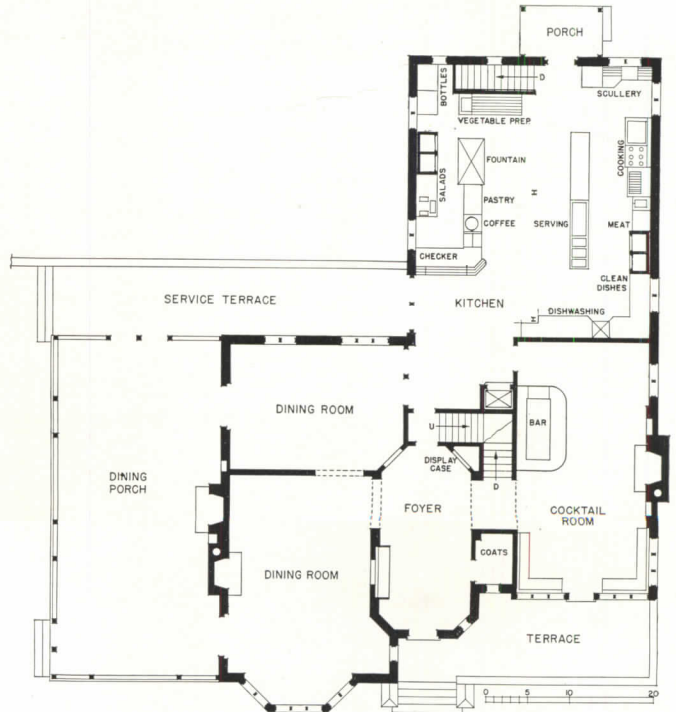 PORCH
BOTTLES
D
SCULLERY
VEGETABLE PREP.
COOKING
FOUNTAIN
SALADS
PASTRY
H
COFFEE
SERVING
MEAT
CHECKER
CLEAN
DISHES
SERVICE TERRACE
KITCHEN
DISHWASHING
H
DINING ROOM
U
BAR
DISPLAY
CASE
D
DINING
PORCH
FOYER
COCKTAIL
ROOM
COATS
DINING ROOM
TERRACE
0 5 10 20